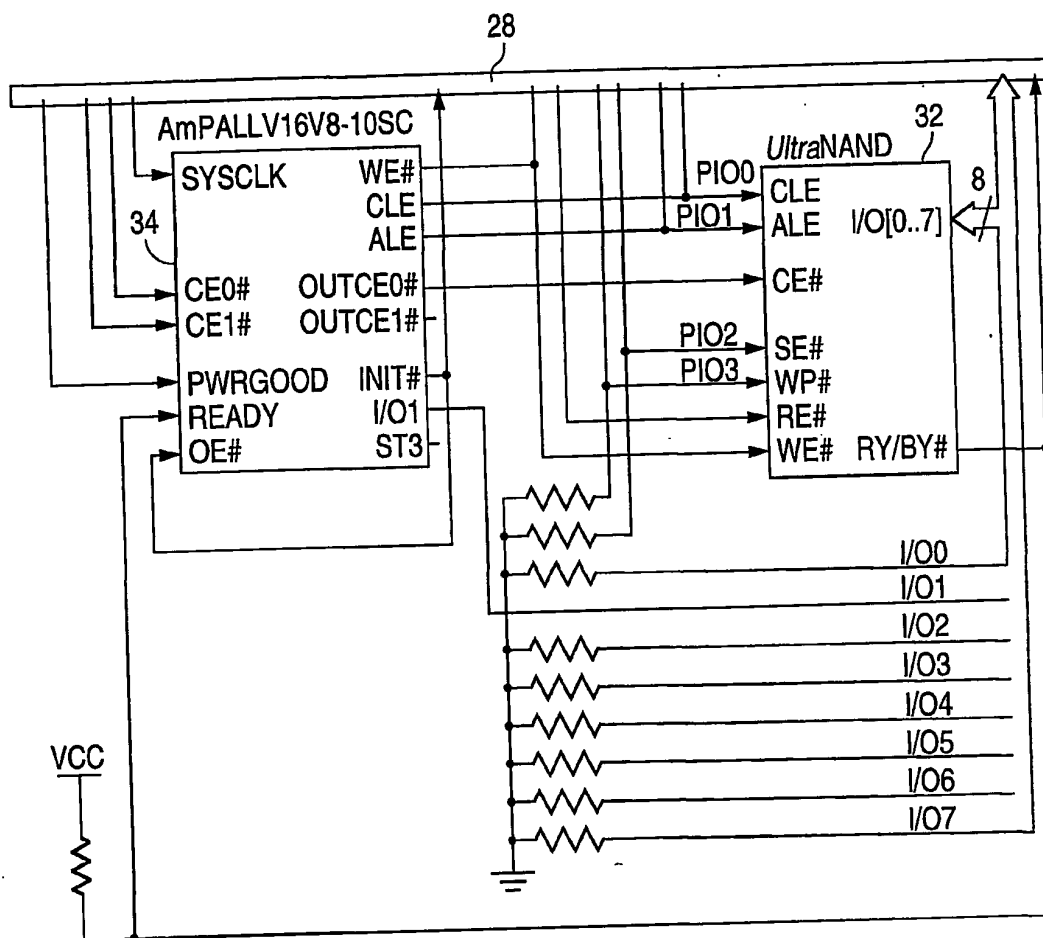 28
AmPALLV16V8-10SC
34
SYSCLK
CE0#
CE1#
PWRGOOD
READY
OE#
WE#
CLE
ALE
OUTCE0#
OUTCE1#
INIT#
I/O1
ST3
PIO0
PIO1
PIO2
PIO3
UltraNAND
32
CLE
ALE
CE#
SE#
WP#
RE#
WE#
I/O[0..7]
RY/BY#
8
I/O0
I/O1
I/O2
I/O3
I/O4
I/O5
I/O6
I/O7
VCC